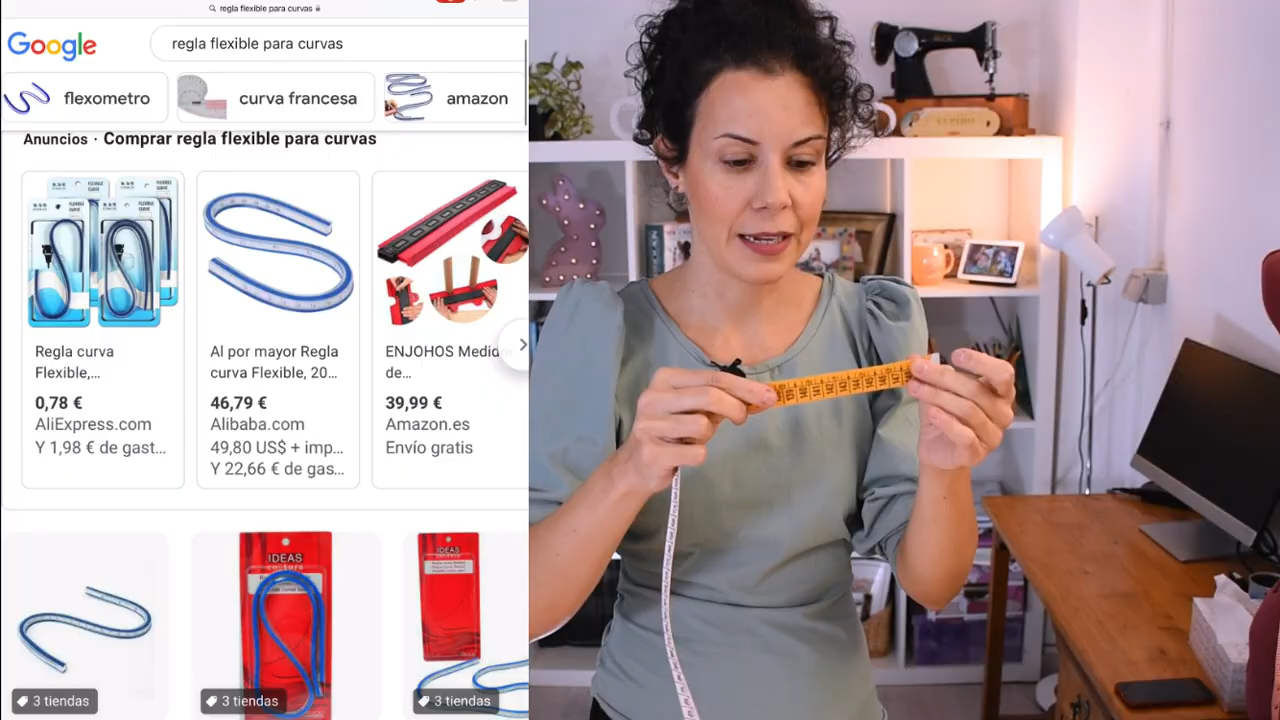 regla flexible para curvas
Google
regla flexible para curvas
flexometro
curva francesa
amazon
Anuncios · Comprar regla flexible para curvas
Regla curva
Flexible,...
0,78 €
AliExpress.com
Y 1,98 € de gast...
Al por mayor Regla
curva Flexible, 20...
46,79 €
Alibaba.com
49,80 US$ + imp...
Y 22,66 € de gas...
ENJOHOS Medid
de...
39,99 €
Amazon.es
Envío gratis
IDEAS
IDEAS
3 tiendas
3 tiendas
3 tiendas